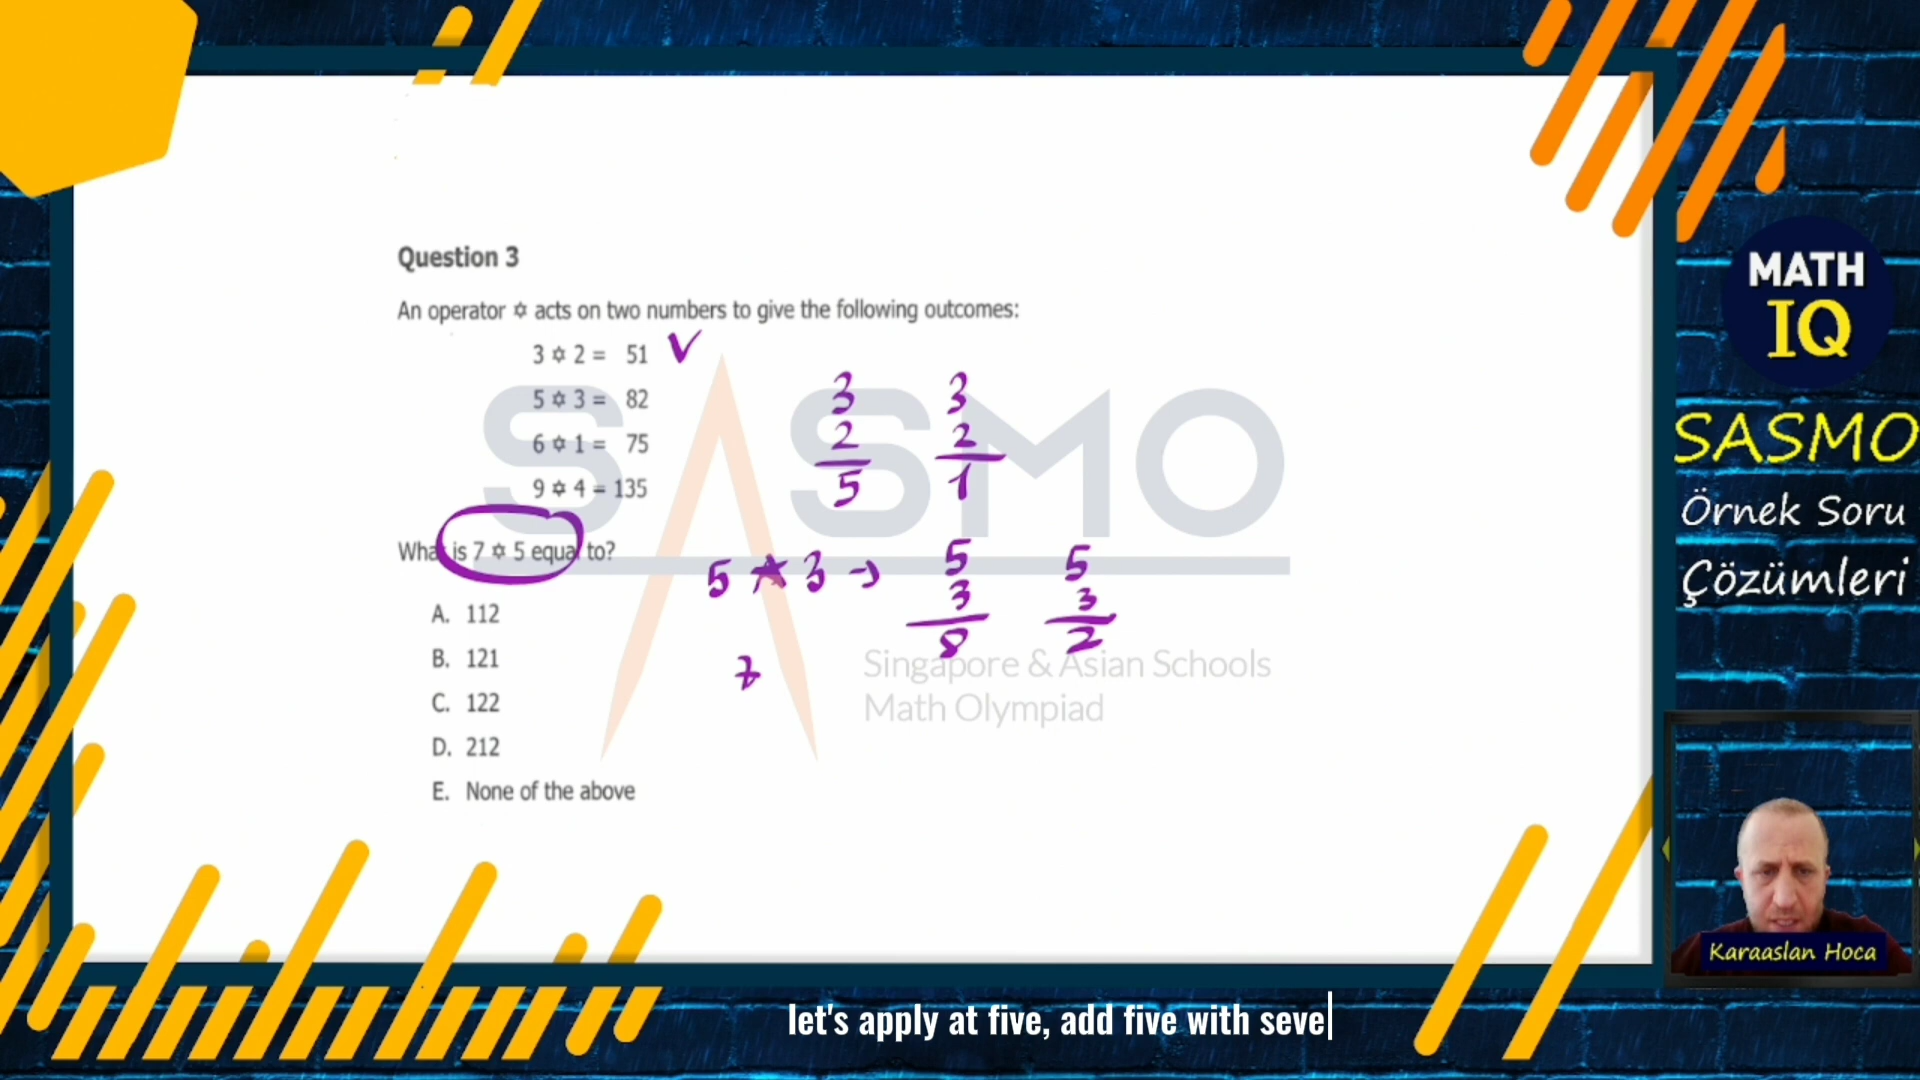 Question 3
An operator ✡ acts on two numbers to give the following outcomes:
3 ✡ 2 = 51
5 ✡ 3 = 82
6 ✡ 1 = 75
9 ✡ 4 = 135
What is 7 ✡ 5 equal to?
A. 112
B. 121
C. 122
D. 212
E. None of the above
3 3
2 2
5 1
5 ★ 3 → 5 5
3 3
8 2
7
SASMO
Singapore & Asian Schools
Math Olympiad
MATH
IQ
SASMO
Örnek Soru
Çözümleri
Karaaslan Hoca
let's apply at five, add five with seve